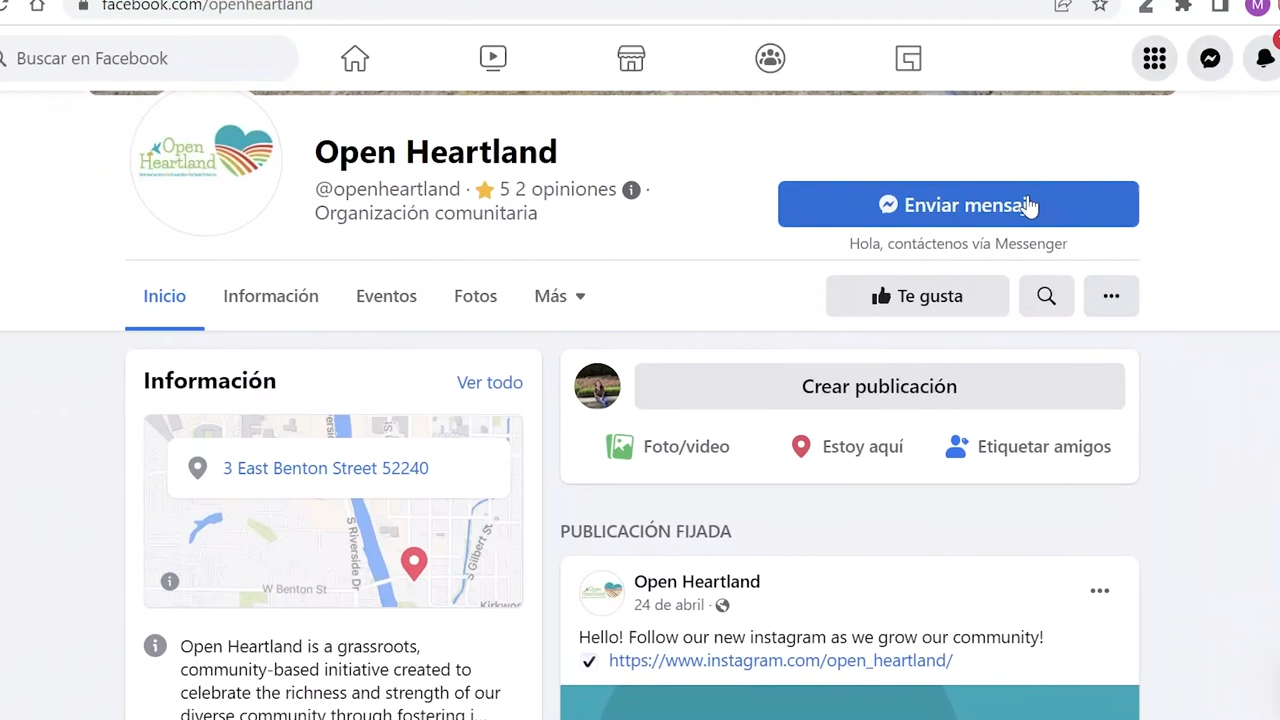 facebook.com/openheartland
M
Buscar en Facebook
Open
Heartland
Open Heartland
@openheartland · 5 2 opiniones ·
Organización comunitaria
Enviar mensaj
Hola, contáctenos vía Messenger
Inicio
Información
Eventos
Fotos
Más
Te gusta
Información
Ver todo
3 East Benton Street 52240
S Riverside Dr
S Gilbert St
W Benton St
Crear publicación
Foto/video
Estoy aquí
Etiquetar amigos
PUBLICACIÓN FIJADA
Open Heartland
24 de abril ·
Hello! Follow our new instagram as we grow our community!
https://www.instagram.com/open_heartland/
Open Heartland is a grassroots,
community-based initiative created to
celebrate the richness and strength of our
diverse community through fostering i...